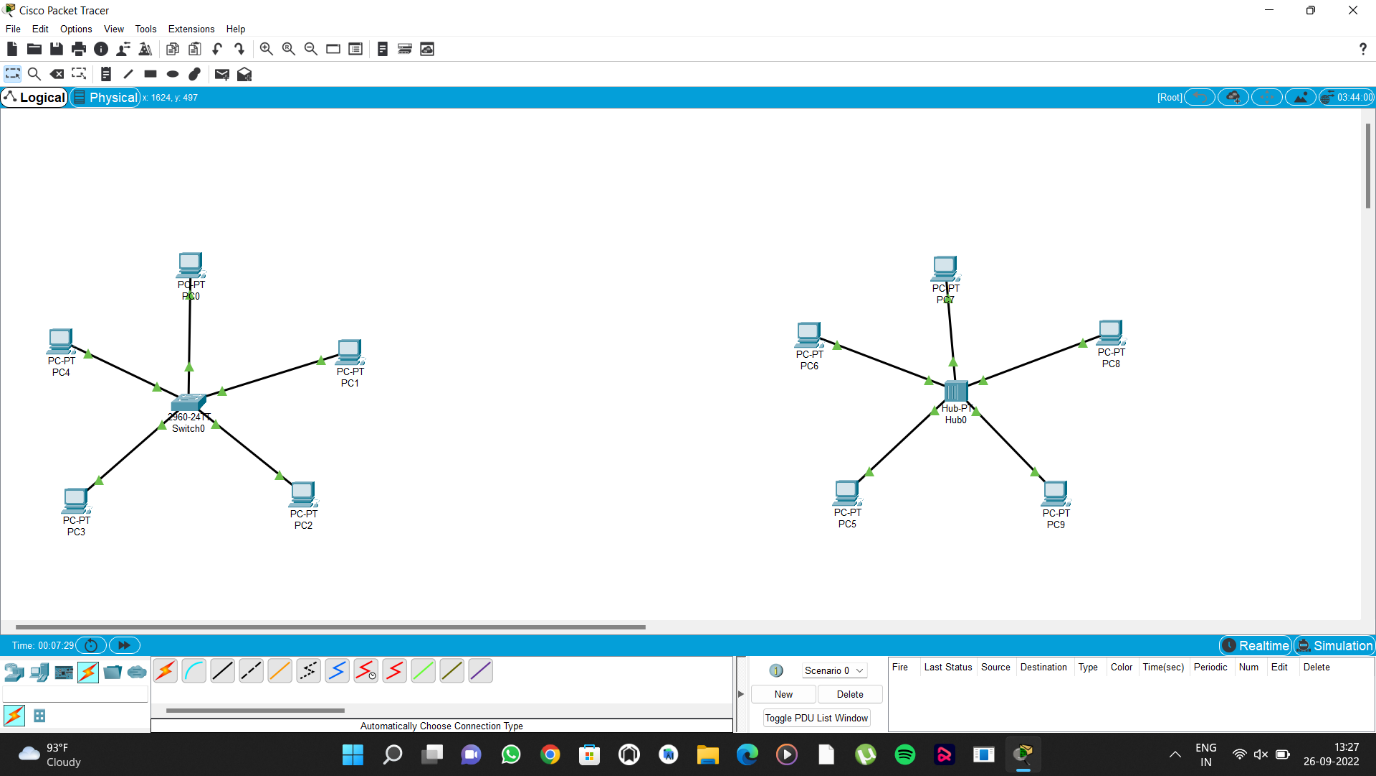 Cisco Packet Tracer
File Edit Options View Tools Extensions Help
?
Logical Physical x: 1624, y: 497 [Root] 03:44:00
PC-PT
PC0
PC-PT
PC7
PC-PT
PC4
PC-PT
PC1
PC-PT
PC6
PC-PT
PC8
2960-24TT
Switch0
Hub-PT
Hub0
PC-PT
PC3
PC-PT
PC2
PC-PT
PC5
PC-PT
PC9
Time: 00:07:29 Realtime Simulation
Scenario 0
New Delete
Toggle PDU List Window
Fire Last Status Source Destination Type Color Time(sec) Periodic Num Edit Delete
Automatically Choose Connection Type
93°F
Cloudy
ENG
IN
13:27
26-09-2022